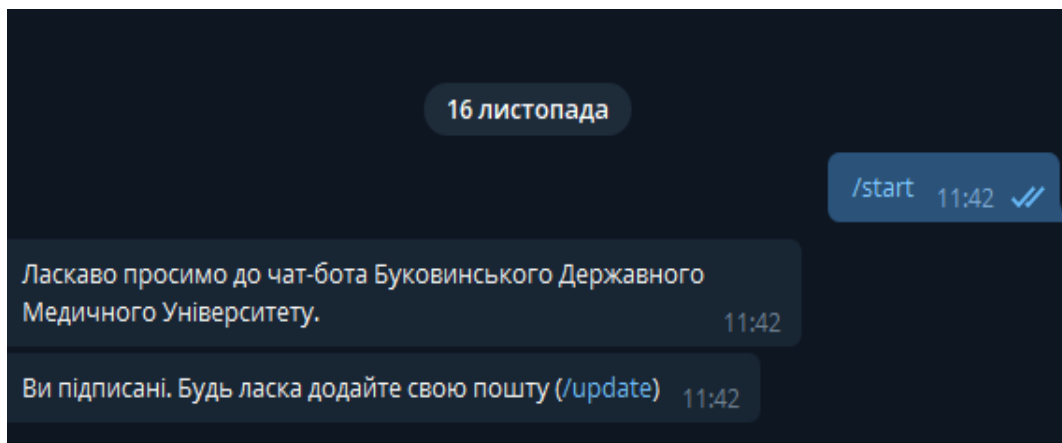 16 листопада
/start 11:42
Ласкаво просимо до чат-бота Буковинського Державного
Медичного Університету.
11:42
Ви підписані. Будь ласка додайте свою пошту (/update) 11:42